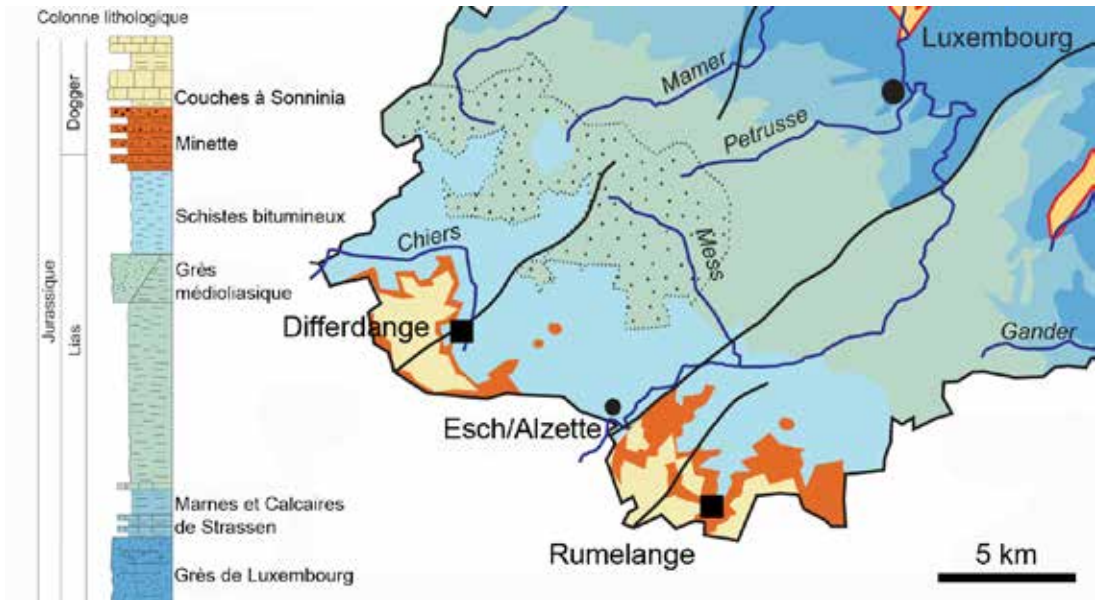 Colonne lithologique
Jurassique
Dogger
Lias
Couches à Sonninia
Minette
Schistes bitumineux
Grès
médioliasique
Marnes et Calcaires
de Strassen
Grès de Luxembourg
Luxembourg
Mamer
Petrusse
Chiers
Mess
Differdange
Gander
Esch/Alzette
Rumelange
5 km